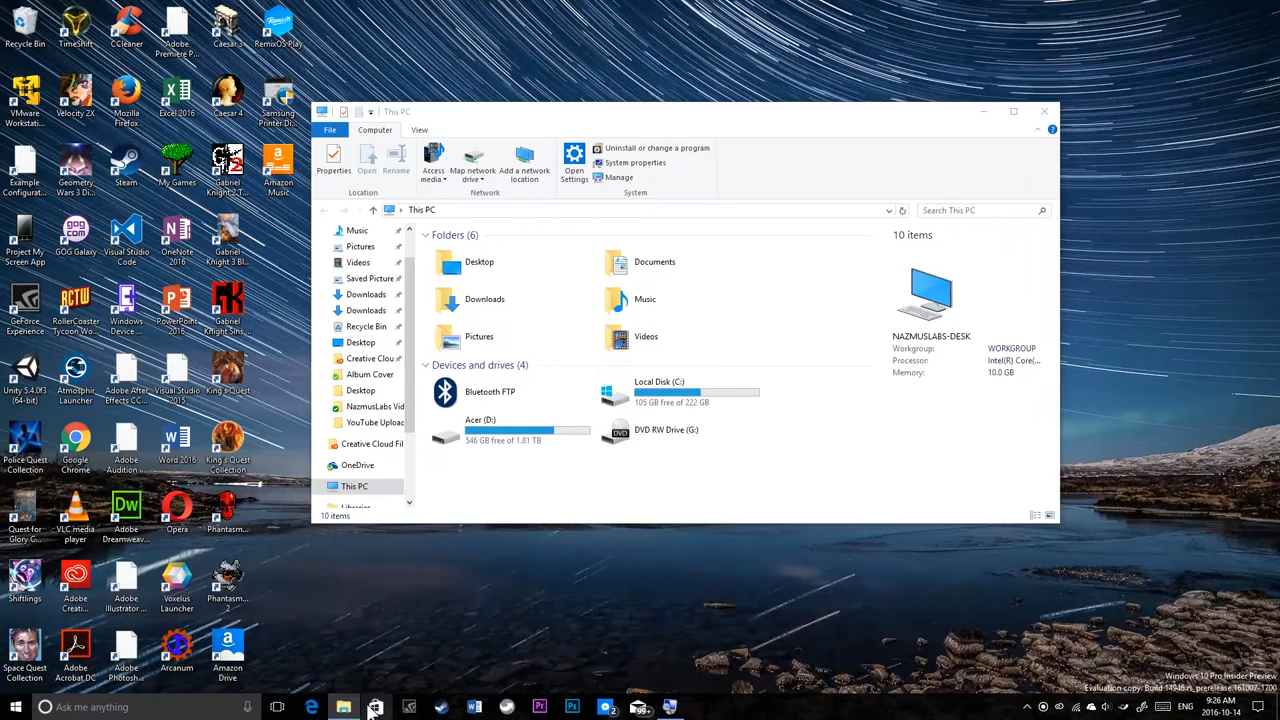 Recycle Bin
TimeShift
CCleaner
Adobe
Premiere P...
Caesar 3
RemixOS Play
VMware
Workstati...
Velocity 2X
Mozilla
Firefox
Excel 2016
Caesar 4
Samsung
Printer Di...
Example
Configurat...
Geometry
Wars 3 Di...
Steam
My Games
Gabriel
Knight 2 T...
Amazon
Music
Project My
Screen App
GOG Galaxy
Visual Studio
Code
OneNote
2016
Gabriel
Knight 3 Bl...
GeForce
Experience
RollerCoaster
Tycoon Wo...
Windows
Device ...
PowerPoint
2016
Gabriel
Knight Sins...
Unity 5.4.0f3
(64-bit)
Atmosphir
Launcher
Adobe After
Effects CC...
Visual Studio
2015
King's Quest
Police Quest
Collection
Google
Chrome
Adobe
Audition ...
Word 2016
King's Quest
Collection
Quest for
Glory C...
VLC media
player
Adobe
Dreamweav...
Opera
Phantasm...
Shiftlings
Adobe
Creati...
Adobe
Illustrator ...
Voxelus
Launcher
Phantasm...
2
Space Quest
Collection
Adobe
Acrobat DC
Adobe
Photosh...
Arcanum
Amazon
Drive
This PC
File
Computer
View
Properties
Open
Rename
Location
Access
media
Map network
drive
Add a network
location
Network
Open
Settings
Uninstall or change a program
System properties
Manage
System
This PC
Search This PC
Music
Pictures
Videos
Saved Picture
Downloads
Downloads
Recycle Bin
Desktop
Creative Clou
Album Cover
Desktop
NazmusLabs Vid
YouTube Uploac
Creative Cloud Fil
OneDrive
This PC
Libraries
Folders (6)
Desktop
Documents
Downloads
Music
Pictures
Videos
Devices and drives (4)
Bluetooth FTP
Local Disk (C:)
105 GB free of 222 GB
Acer (D:)
546 GB free of 1.81 TB
DVD RW Drive (G:)
10 items
NAZMUSLABS-DESK
Workgroup: WORKGROUP
Processor: Intel(R) Core(...
Memory: 10.0 GB
10 items
Windows 10 Pro Insider Preview
Evaluation copy. Build 14946.rs_prerelease.161007-1700
Ask me anything
2
99+
9:26 AM
2016-10-14